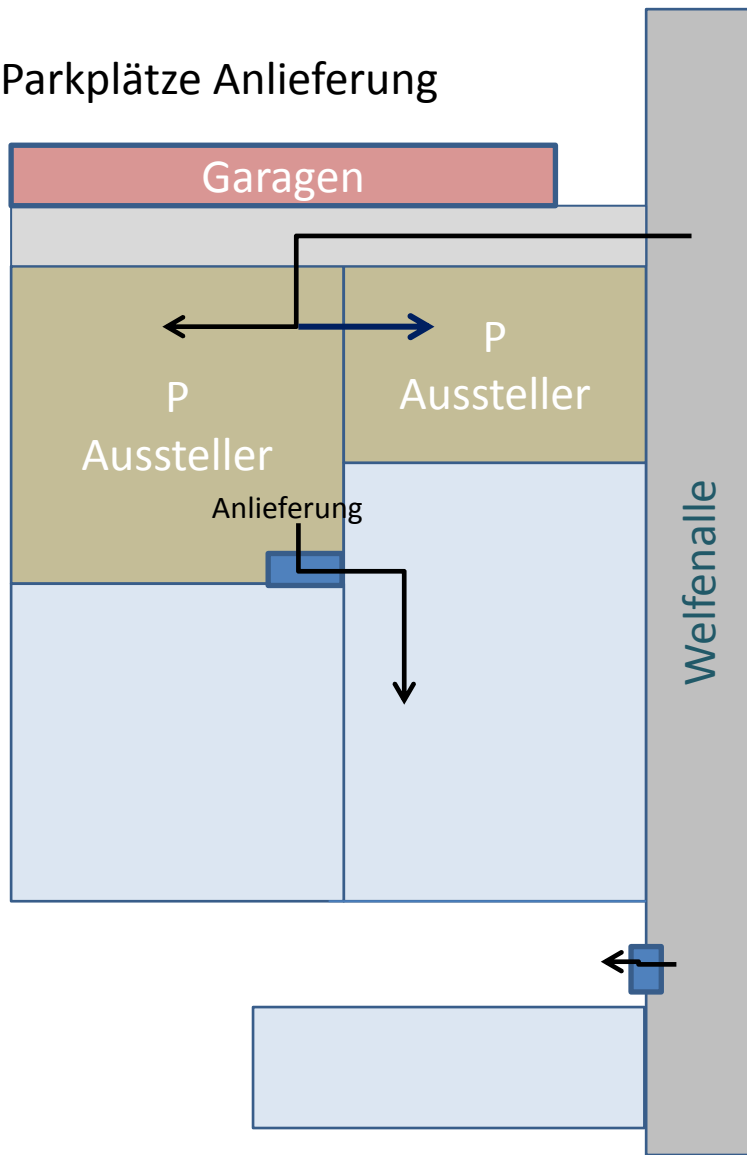 Parkplätze Anlieferung
Garagen
P
Aussteller
P
Aussteller
Anlieferung
Welfenalle